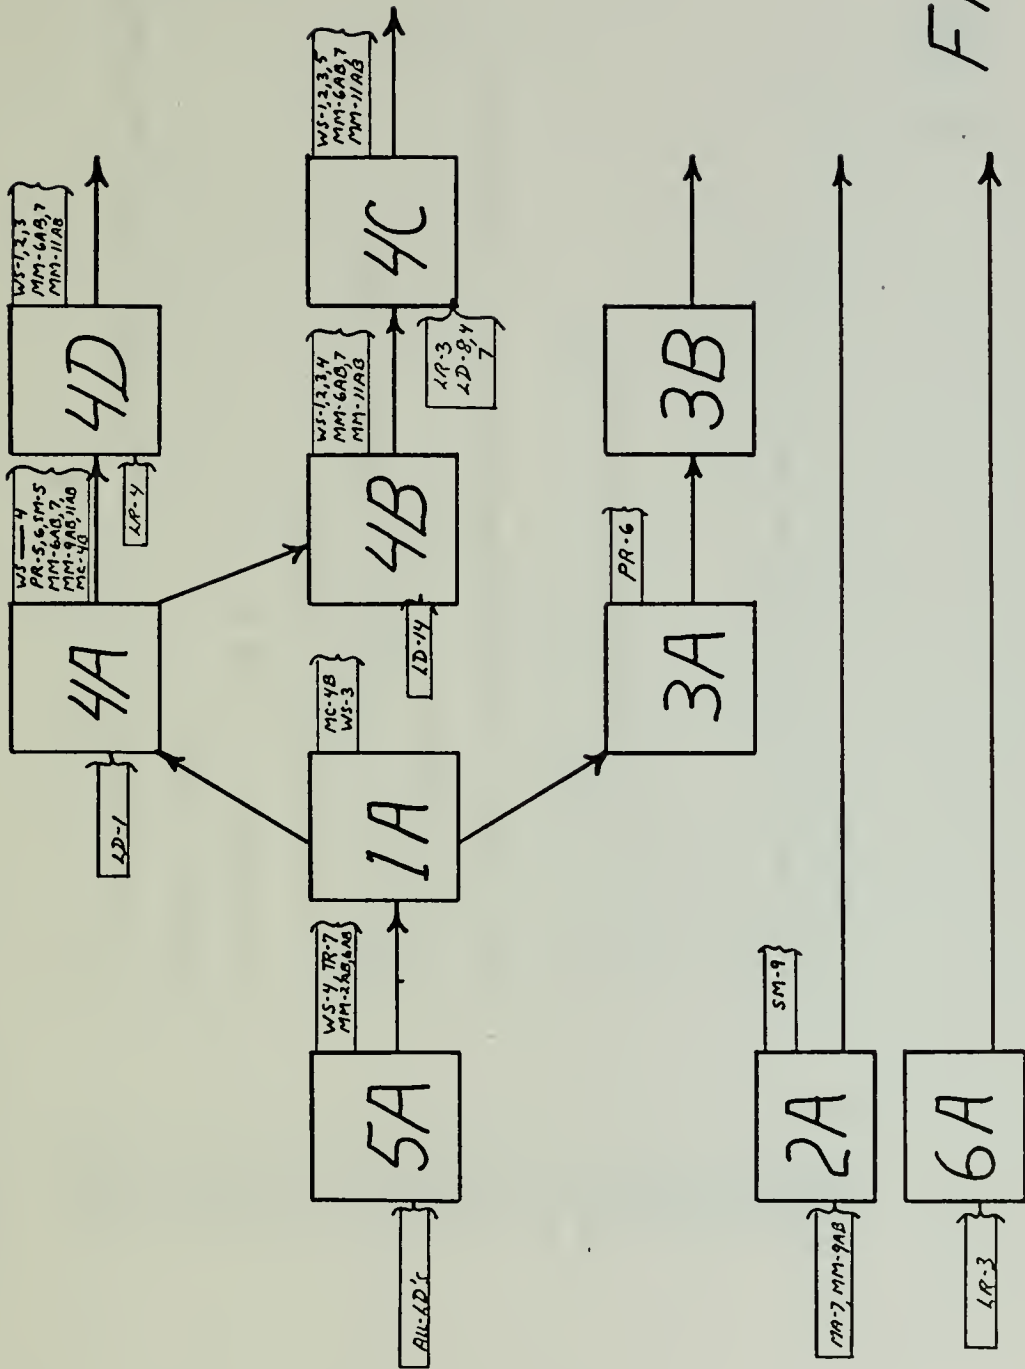 ALL-LD's
5A
WS-4, TR-7
MM-2AB,6AB
1A
MC-4B
WS-3
LD-1
4A
PR-5,6,SM-5
MM-6AB,7,
MM-9AB,11AB
MC-4B
LR-4
4D
WS-1,2,3
MM-6AB,7
MM-11AB
LD-14
4B
WS-1,2,3,4
MM-6AB,7
MM-11AB
LR-3
LD-8,4
7
4C
WS-1,2,3,5
MM-6AB,7
MM-11AB
3A
PR-6
3B
MA-7, MM-9AB
2A
SM-9
LR-3
6A